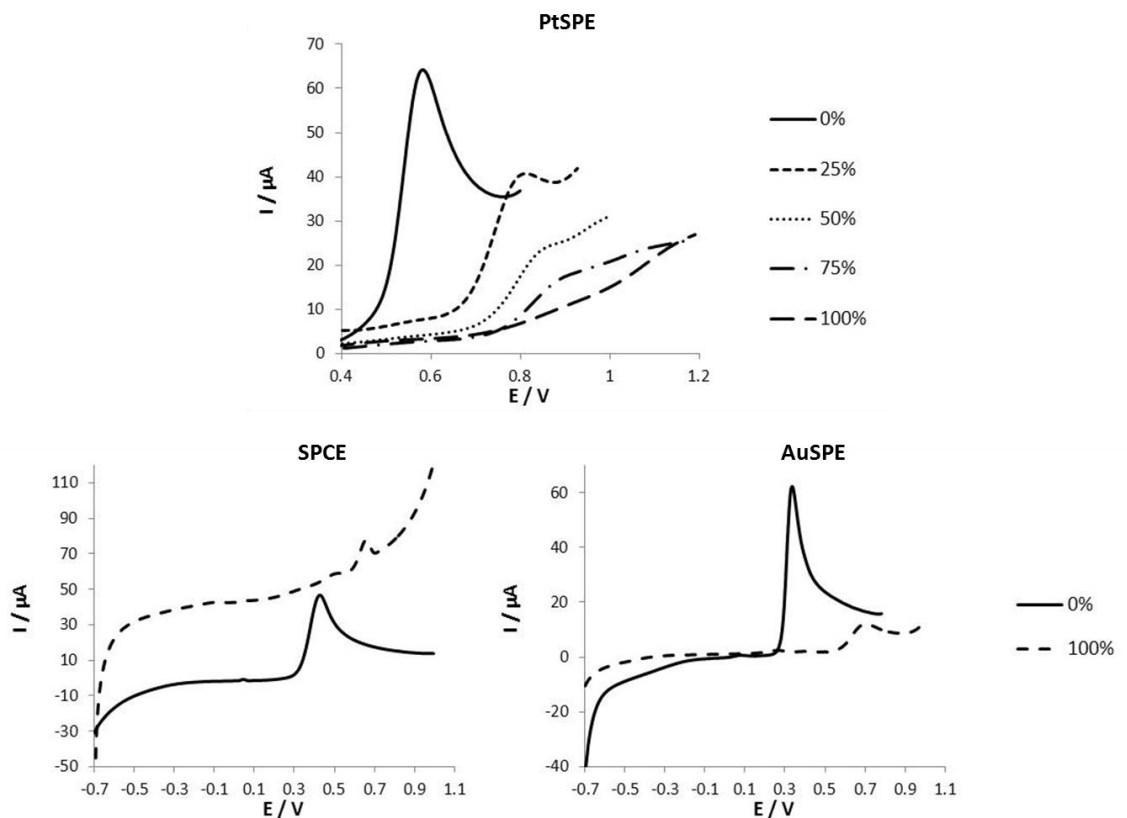 PtSPE
70
60
50
40
30
20
10
0
I / µA
0.4 0.6 0.8 1 1.2
E / V
0%
25%
50%
75%
100%
SPCE
110
90
70
50
30
10
-10
-30
-50
I / µA
-0.7 -0.5 -0.3 -0.1 0.1 0.3 0.5 0.7 0.9 1.1
E / V
AuSPE
60
40
20
0
-20
-40
I / µA
-0.7 -0.5 -0.3 -0.1 0.1 0.3 0.5 0.7 0.9 1.1
E / V
0%
100%